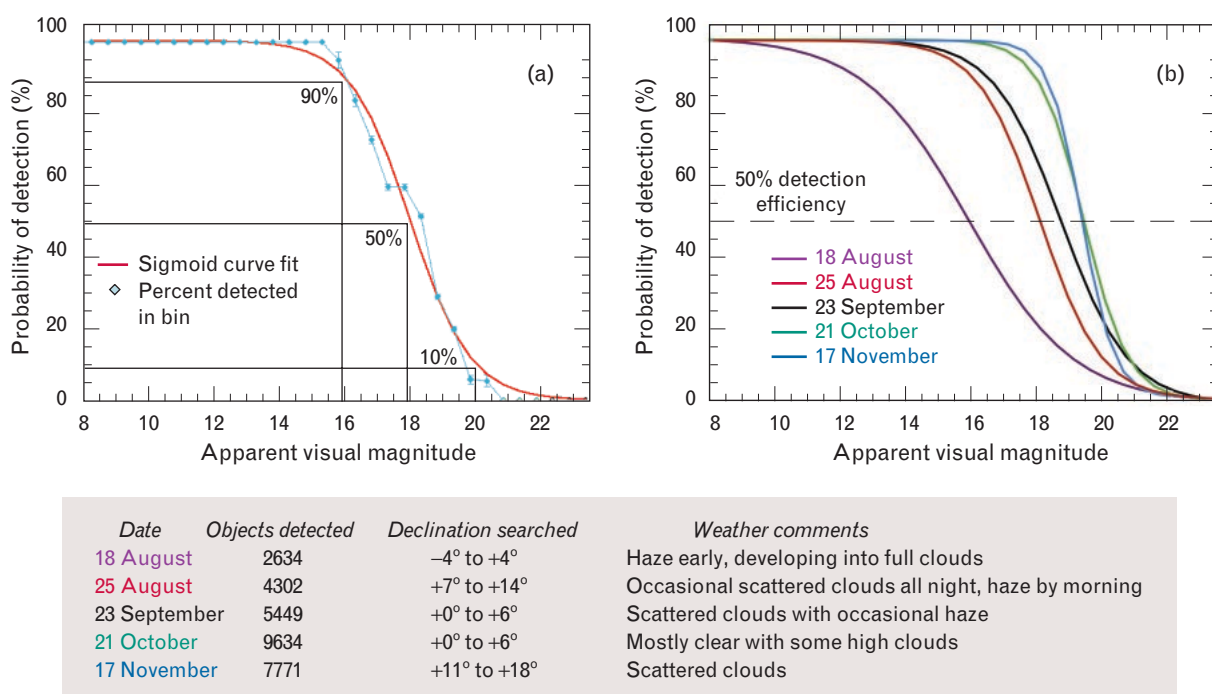 100
80
60
40
20
0
Probability of detection (%)
(a)
90%
50%
10%
Sigmoid curve fit
Percent detected
in bin
8 10 12 14 16 18 20 22
Apparent visual magnitude
100
80
60
40
20
0
Probability of detection (%)
(b)
50% detection
efficiency
18 August
25 August
23 September
21 October
17 November
8 10 12 14 16 18 20 22
Apparent visual magnitude
Date Objects detected Declination searched Weather comments
18 August 2634 –4° to +4° Haze early, developing into full clouds
25 August 4302 +7° to +14° Occasional scattered clouds all night, haze by morning
23 September 5449 +0° to +6° Scattered clouds with occasional haze
21 October 9634 +0° to +6° Mostly clear with some high clouds
17 November 7771 +11° to +18° Scattered clouds